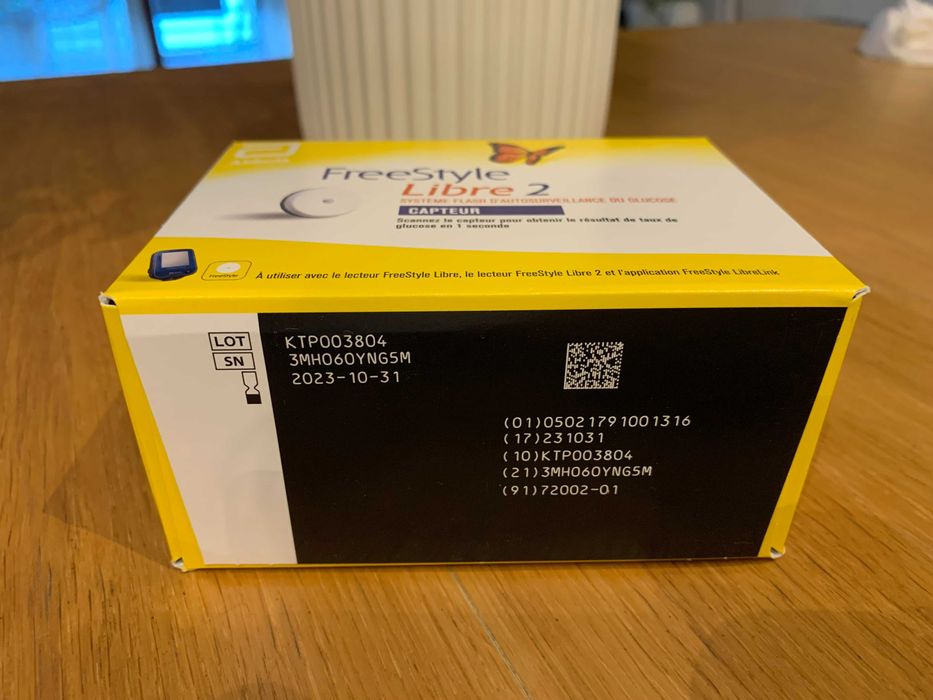 FreeStyle
Libre 2
SYSTÈME FLASH D'AUTOSURVEILLANCE DU GLUCOSE
CAPTEUR
Scannez le capteur pour obtenir le résultat de taux de
glucose en 1 seconde
FreeStyle
À utiliser avec le lecteur FreeStyle Libre, le lecteur FreeStyle Libre 2 et l'application FreeStyle LibreLink
LOT KTP003804
SN 3MH060YNG5M
2023-10-31
(01)05021791001316
(17)231031
(10)KTP003804
(21)3MH060YNG5M
(91)72002-01